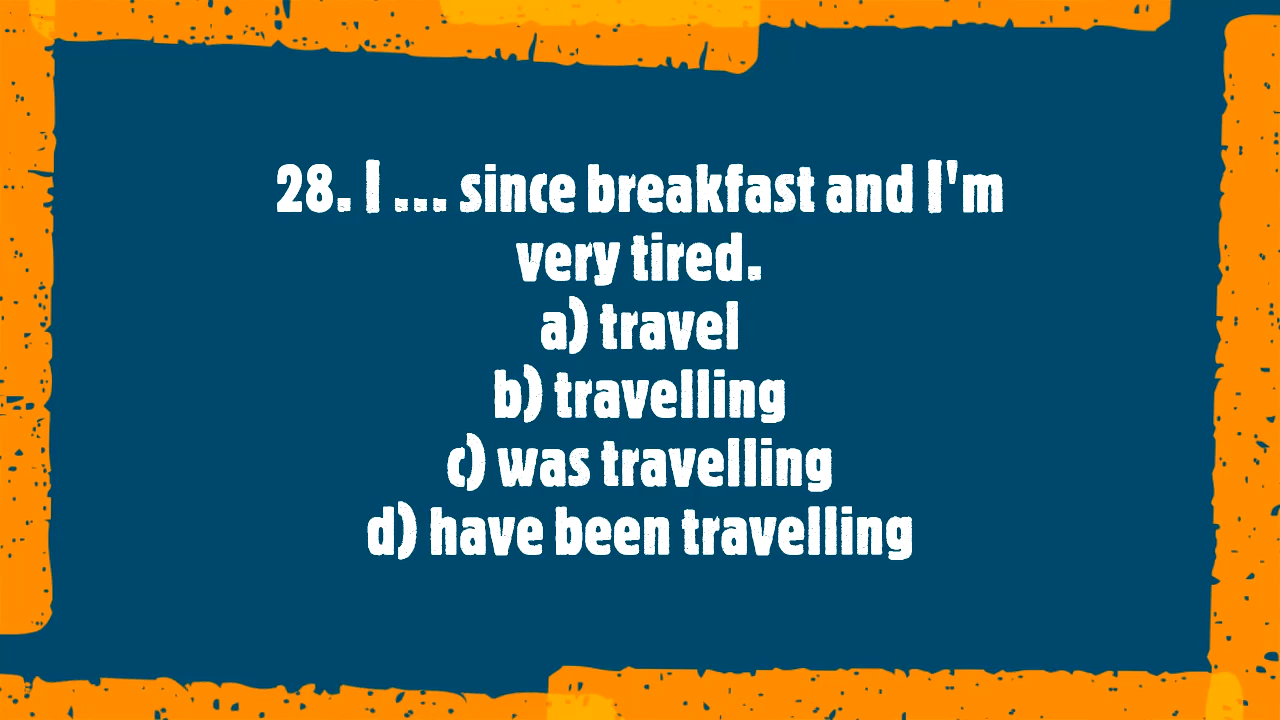 28. I ... since breakfast and I'm
very tired.
a) travel
b) travelling
c) was travelling
d) have been travelling